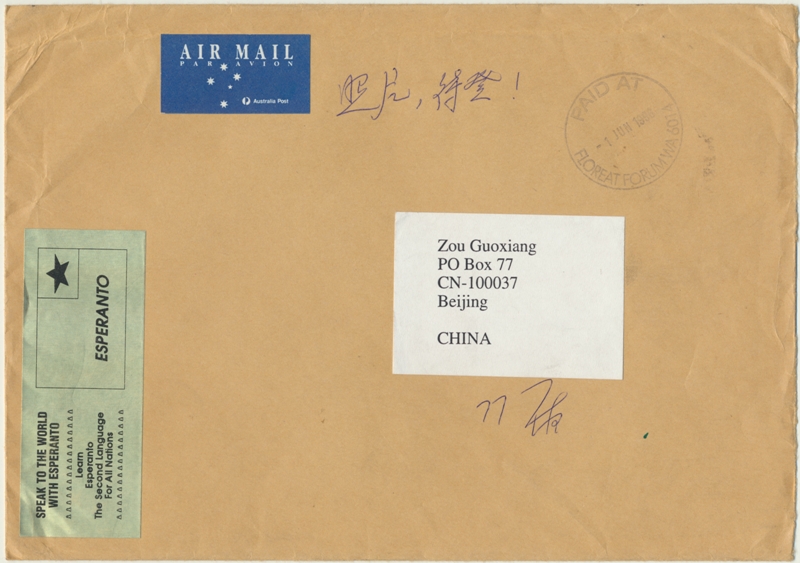 AIR MAIL
PAR AVION
Australia Post
照片，待登！
PAID AT
FLOREAT FORUM WA 6014
Zou Guoxiang
PO Box 77
CN-100037
Beijing
CHINA
ESPERANTO
SPEAK TO THE WORLD
WITH ESPERANTO
Learn
Esperanto
The Second Language
For All Nations